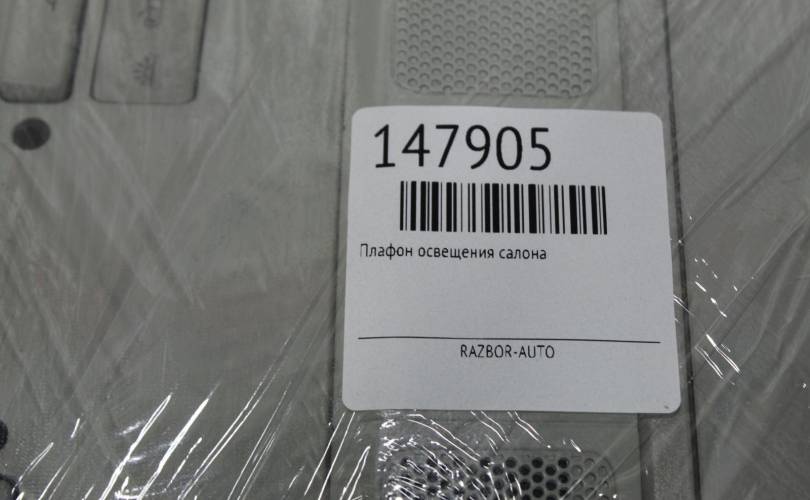 147905
Плафон освещения салона
RAZBOR-AUTO